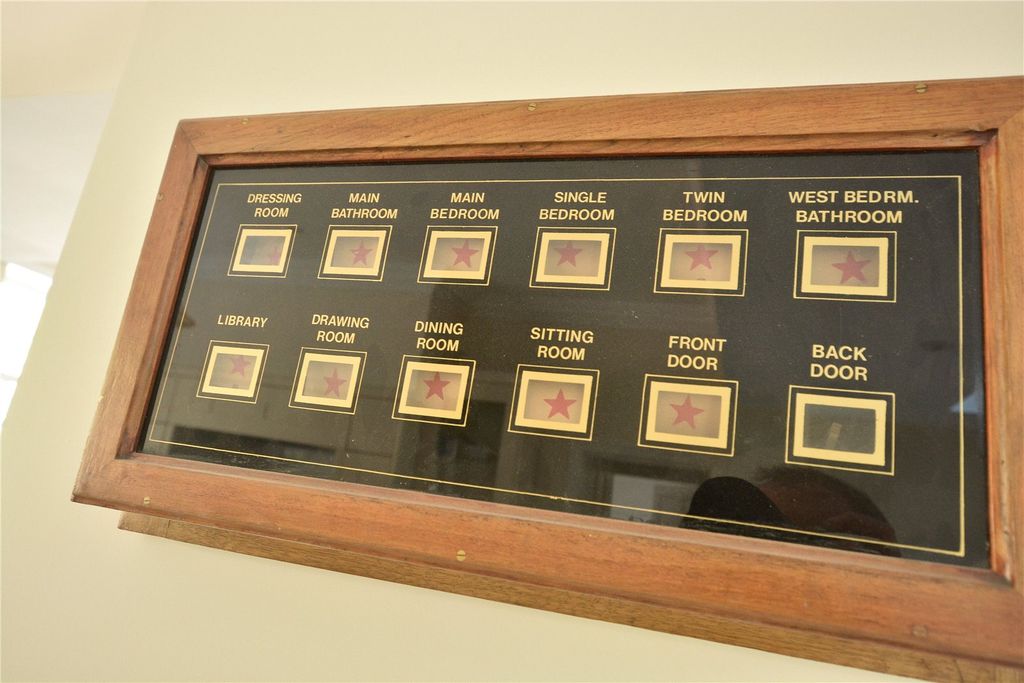 DRESSING
ROOM
MAIN
BATHROOM
MAIN
BEDROOM
SINGLE
BEDROOM
TWIN
BEDROOM
WEST BEDRM.
BATHROOM
LIBRARY
DRAWING
ROOM
DINING
ROOM
SITTING
ROOM
FRONT
DOOR
BACK
DOOR